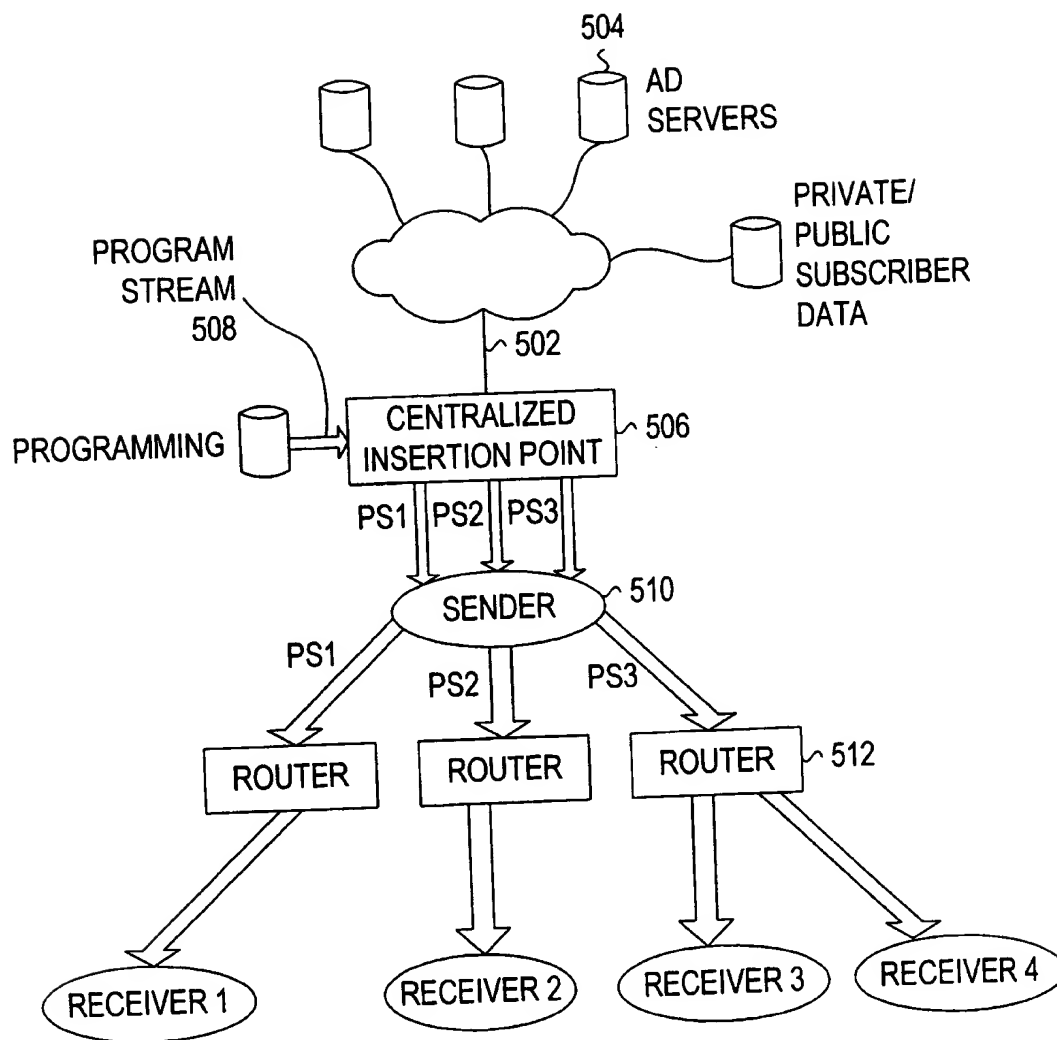 504
AD
SERVERS
PRIVATE/
PUBLIC
SUBSCRIBER
DATA
PROGRAM
STREAM
508
502
PROGRAMMING
CENTRALIZED
INSERTION POINT
506
PS1
PS2
PS3
SENDER
510
PS1
PS2
PS3
ROUTER
ROUTER
ROUTER
512
RECEIVER 1
RECEIVER 2
RECEIVER 3
RECEIVER 4